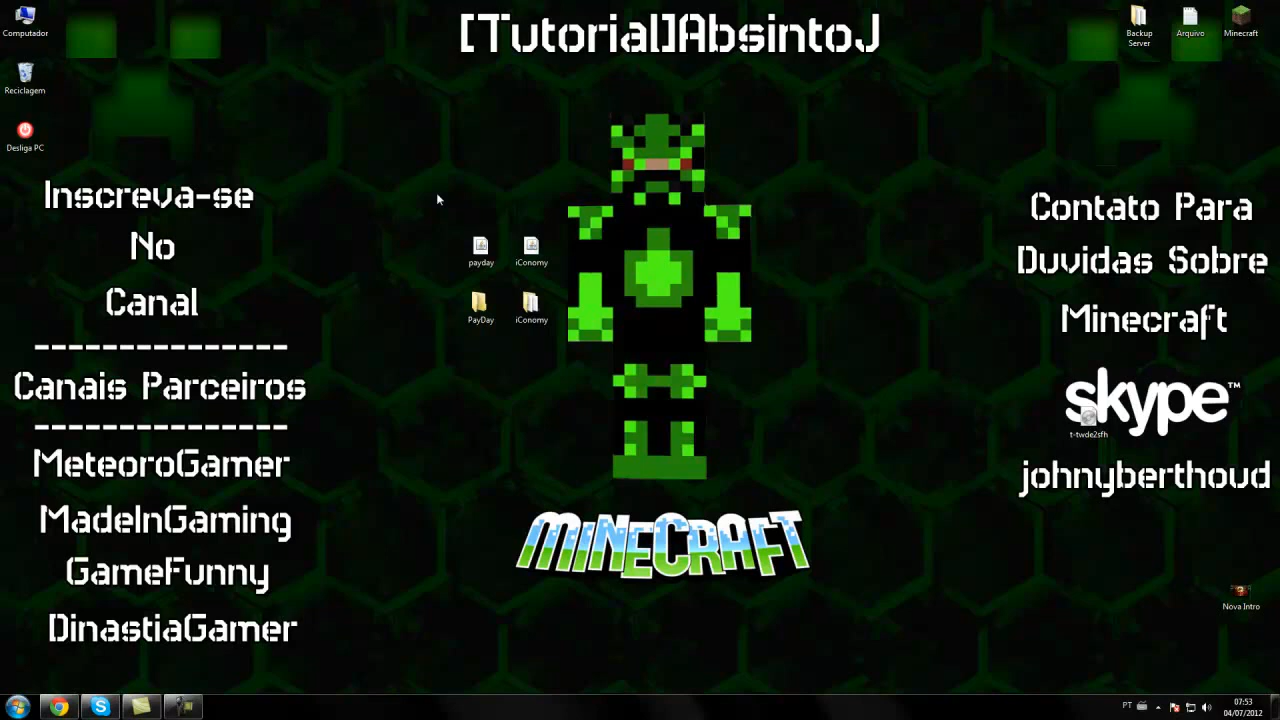 [Tutorial]AbsintoJ
Computador
Reciclagem
Desliga PC
Backup
Server
Arquivo
Minecraft
Inscreva-se
No
Canal
---------------
Canais Parceiros
---------------
MeteoroGamer
MadeInGaming
GameFunny
DinastiaGamer
payday
iConomy
PayDay
iConomy
MINECRAFT
Contato Para
Duvidas Sobre
Minecraft
skype™
t-twde2sfh
johnyberthoud
Nova Intro
PT
07:53
04/07/2012